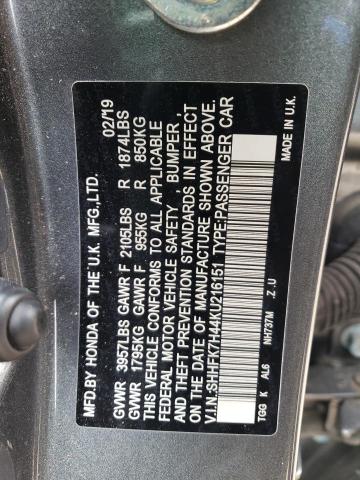 MFD.BY HONDA OF THE U.K. MFG.,LTD. 02/19
GVWR 3957LBS GAWR F 2105LBS R 1874LBS
GVWR 1795KG GAWR F 955KG R 850KG
THIS VEHICLE CONFORMS TO ALL APPLICABLE
FEDERAL MOTOR VEHICLE SAFETY , BUMPER ,
AND THEFT PREVENTION STANDARDS IN EFFECT
ON THE DATE OF MANUFACTURE SHOWN ABOVE.
V.I.N.SHHFK7H44KU216151 TYPE:PASSENGER CAR
TGG K AL6 NH737M Z .U MADE IN U.K.